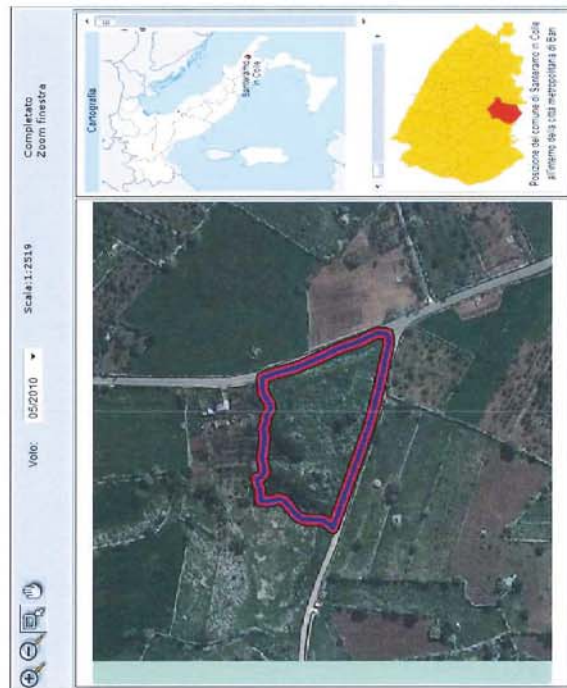 Volo: 05/2010
Scala:1:2519
Completato
Zoom finestra
Cartografia
Santeramo
in Colle
Posizione del comune di Santeramo in Colle
all'interno della città metropolitana di Bari